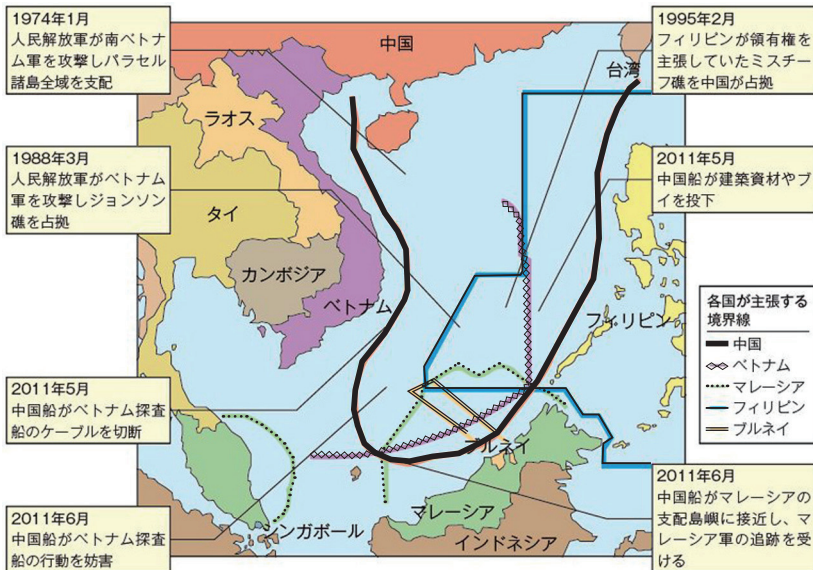 1974年1月
人民解放軍が南ベトナム
軍を攻撃しパラセル
諸島全域を支配
中国
1995年2月
フィリピンが領有権を
主張していたミスチー
フ礁を中国が占拠
台湾
ラオス
1988年3月
人民解放軍がベトナム
軍を攻撃しジョンソン
礁を占拠
2011年5月
中国船が建築資材やブ
イを投下
タイ
カンボジア
ベトナム
フィリピン
各国が主張する
境界線
中国
ベトナム
マレーシア
フィリピン
ブルネイ
2011年5月
中国船がベトナム探査
船のケーブルを切断
ブルネイ
2011年6月
中国船がマレーシアの
支配島嶼に接近し、マ
レーシア軍の追跡を受
ける
2011年6月
中国船がベトナム探査
船の行動を妨害
シンガポール
マレーシア
インドネシア